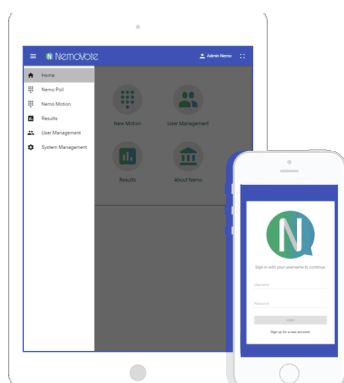 NemoVote
Admin Nemo
Home
Nemo Poll
Nemo Motion
Results
User Management
System Management
New Motion
User Management
Results
About Nemo
N
Sign in with your username to continue
Username
Password
Login
Sign up for a new account